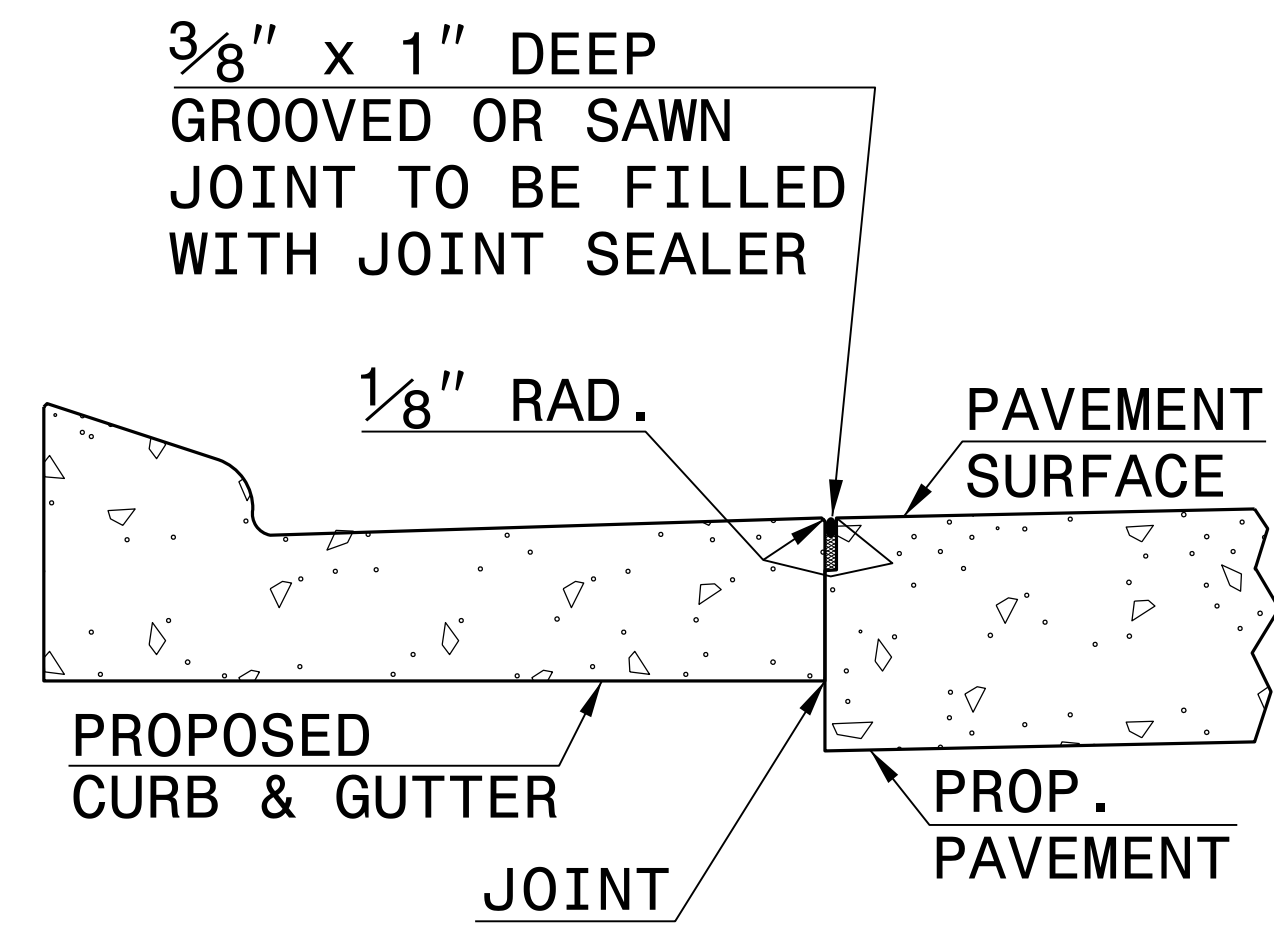 ⅜" x 1" DEEP
GROOVED OR SAWN
JOINT TO BE FILLED
WITH JOINT SEALER
⅛" RAD.
PAVEMENT
SURFACE
PROPOSED
CURB & GUTTER
PROP.
PAVEMENT
JOINT